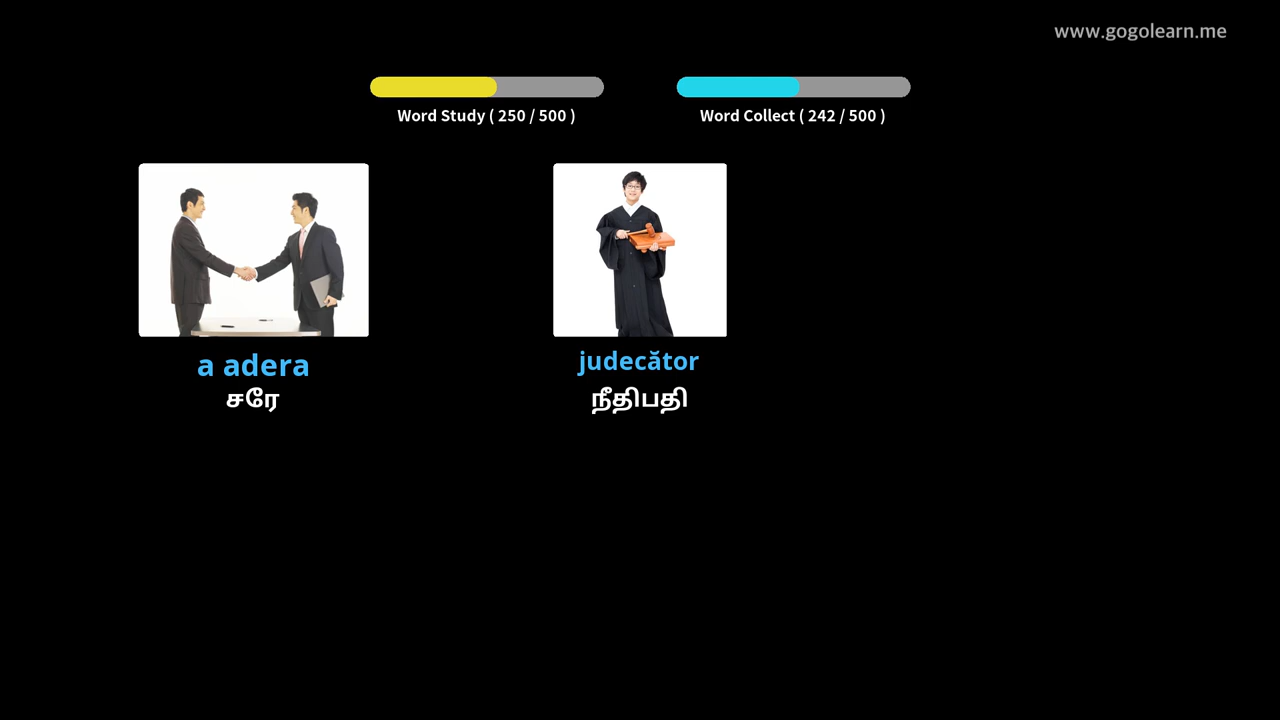 www.gogolearn.me
Word Study ( 250 / 500 )
Word Collect ( 242 / 500 )
a adera
சரே
judecător
நீதிபதி